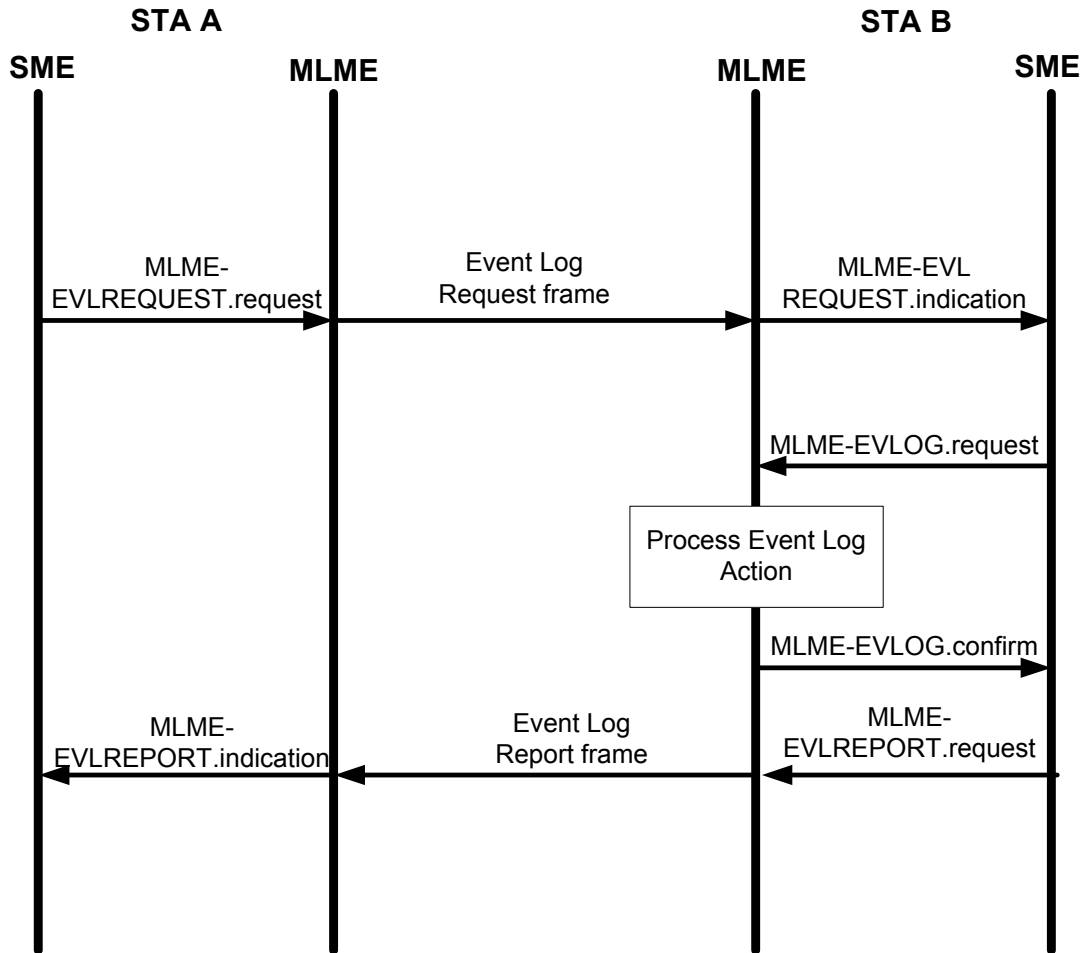 STA A
STA B
SME
MLME
MLME
SME
MLME-
EVLREQUEST.request
Event Log
Request frame
MLME-EVL
REQUEST.indication
MLME-EVLOG.request
Process Event Log
Action
MLME-EVLOG.confirm
MLME-
EVLREPORT.indication
Event Log
Report frame
MLME-
EVLREPORT.request